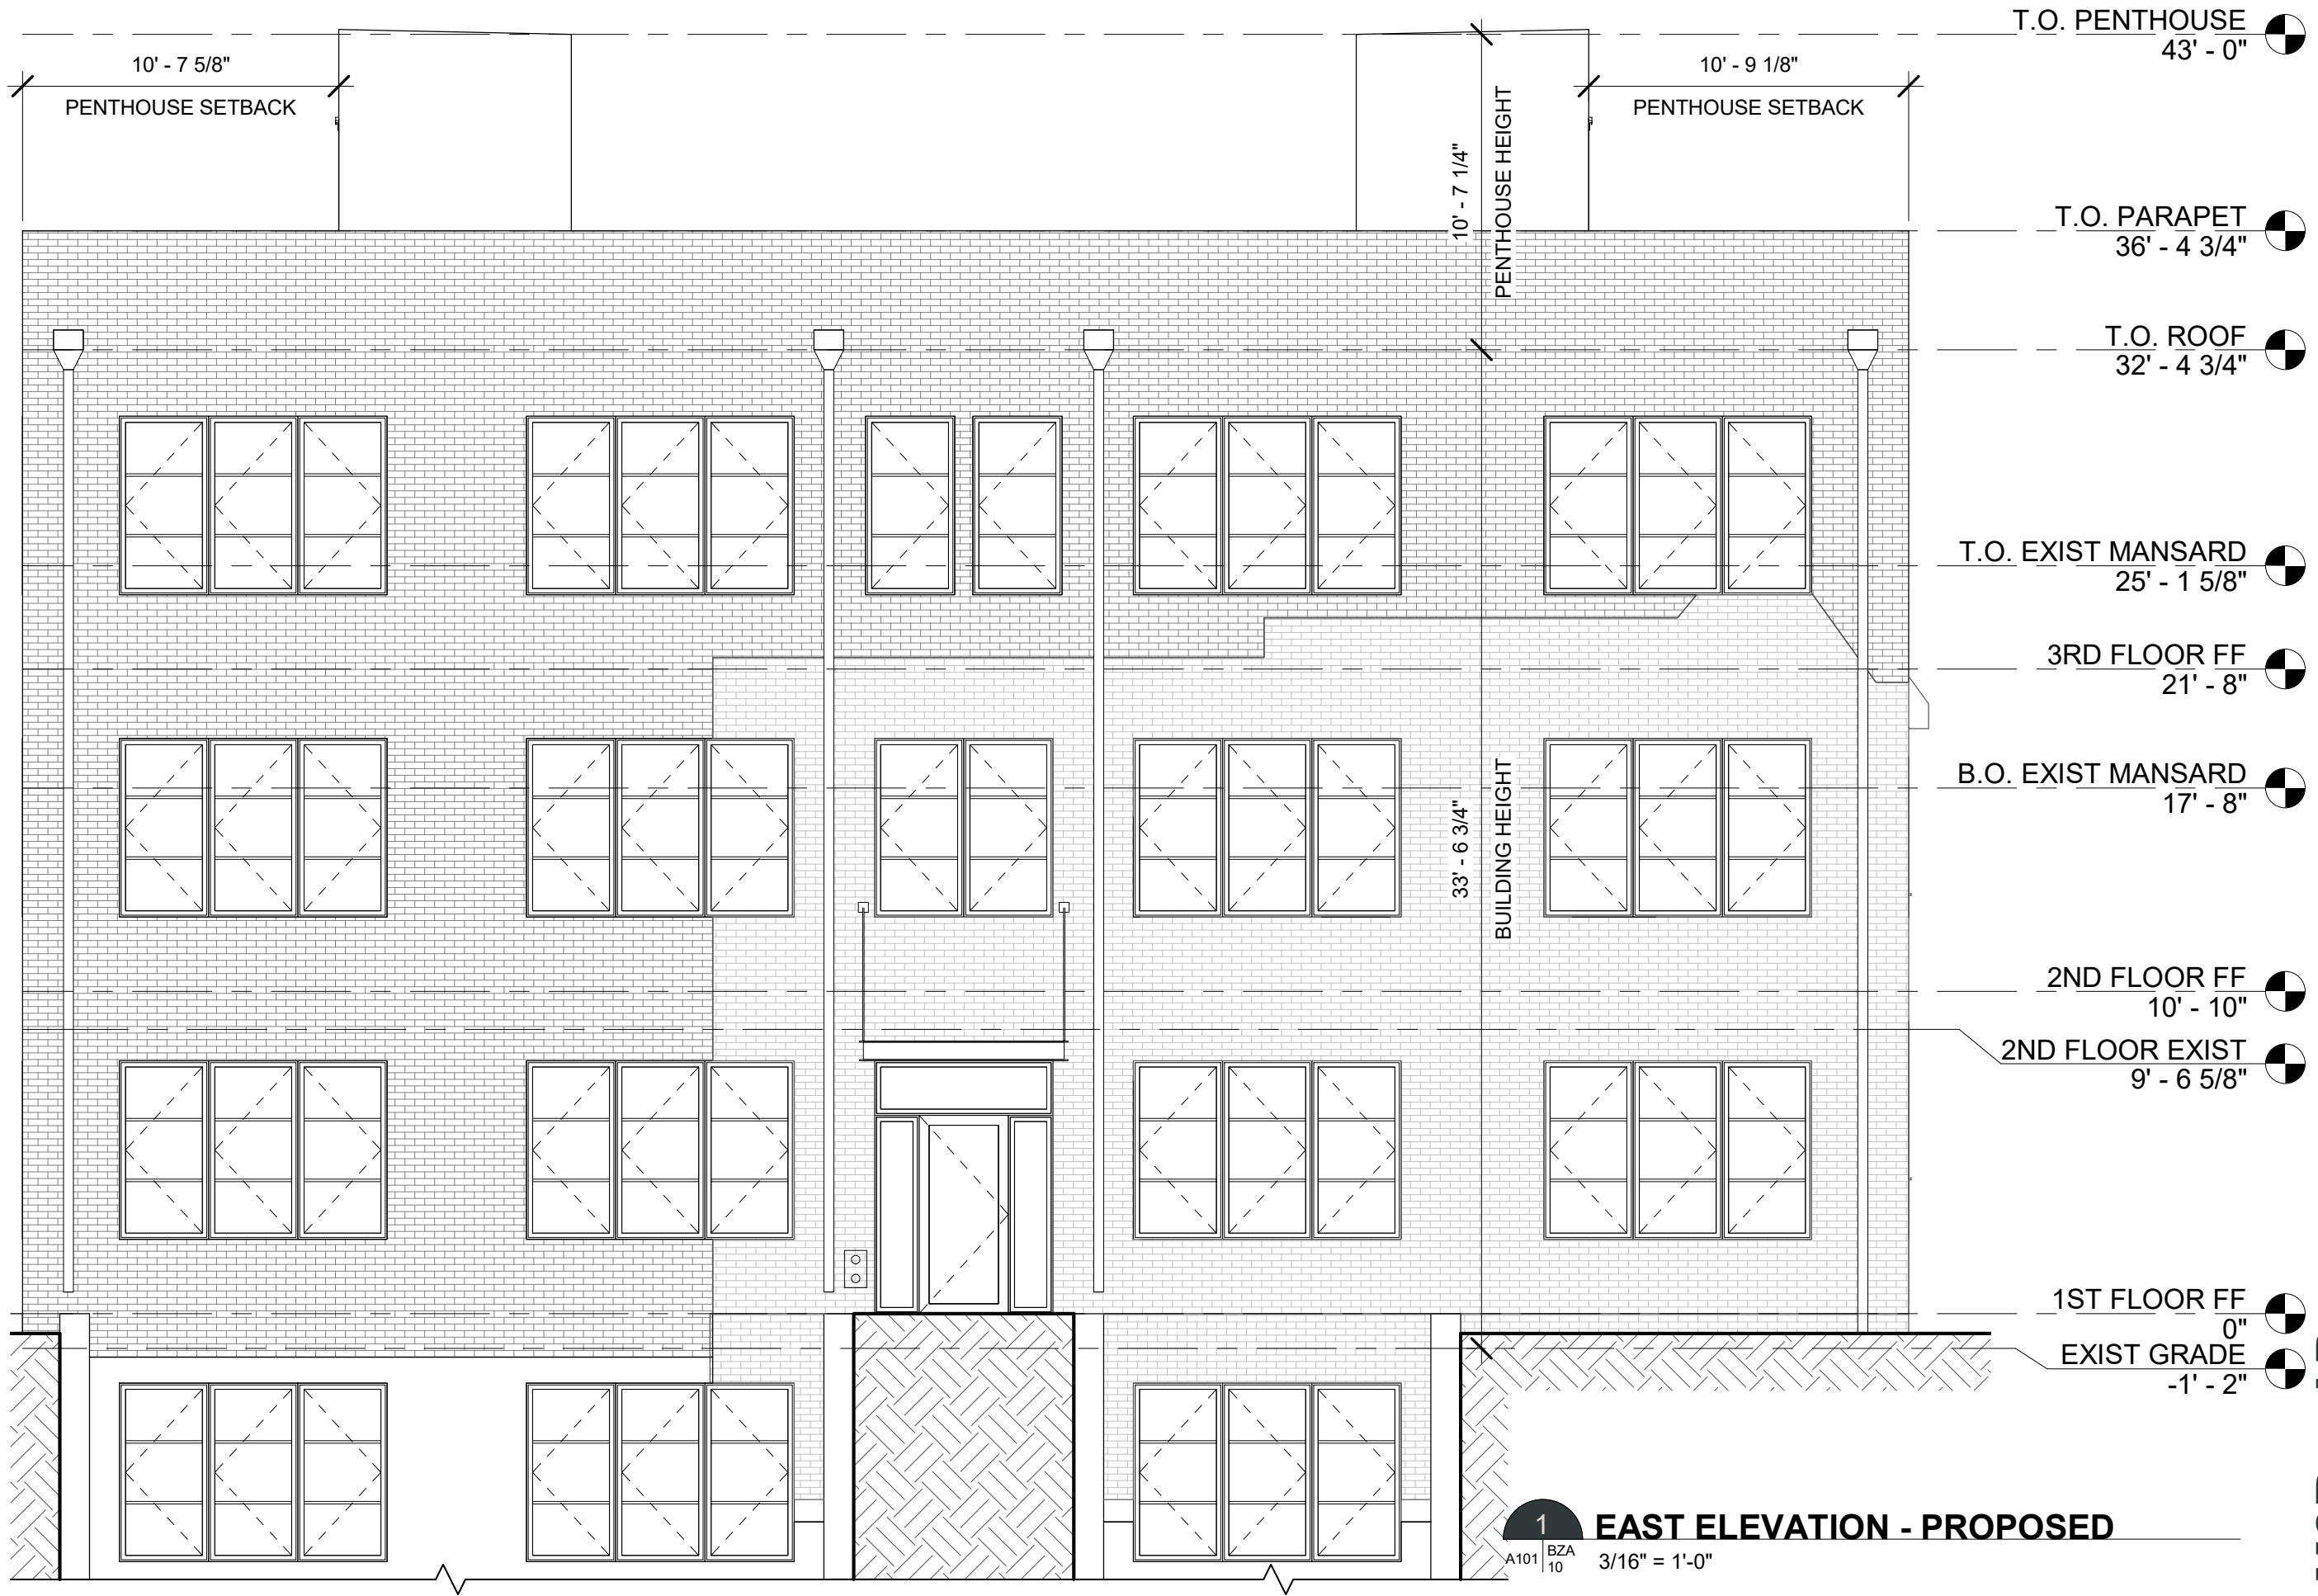 T.O. PENTHOUSE
43' - 0"
10' - 7 5/8"
PENTHOUSE SETBACK
10' - 9 1/8"
PENTHOUSE SETBACK
10' - 7 1/4"
PENTHOUSE HEIGHT
T.O. PARAPET
36' - 4 3/4"
T.O. ROOF
32' - 4 3/4"
T.O. EXIST MANSARD
25' - 1 5/8"
3RD FLOOR FF
21' - 8"
B.O. EXIST MANSARD
17' - 8"
33' - 6 3/4"
BUILDING HEIGHT
2ND FLOOR FF
10' - 10"
2ND FLOOR EXIST
9' - 6 5/8"
1ST FLOOR FF
0"
EXIST GRADE
-1' - 2"
1
A101
BZA
10
EAST ELEVATION - PROPOSED
3/16" = 1'-0"